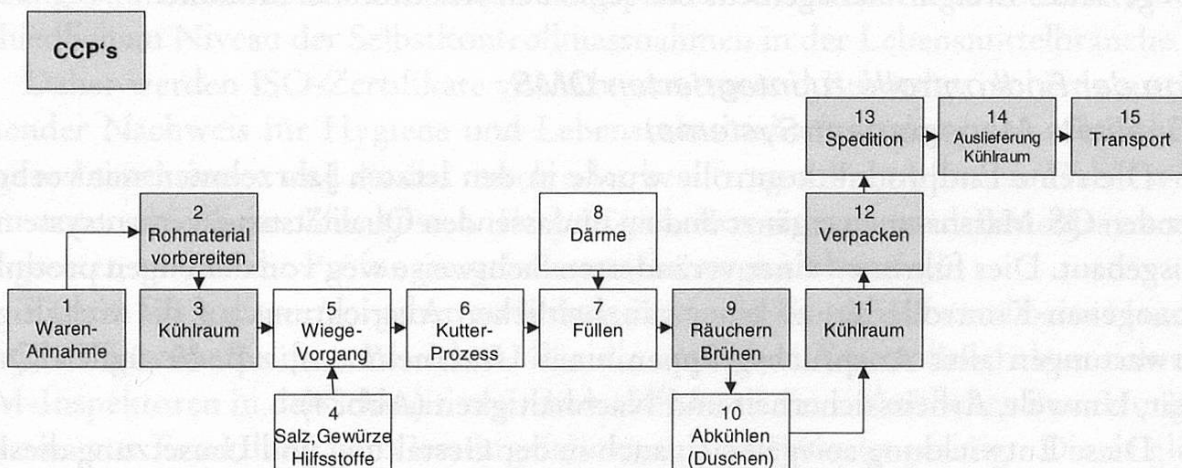 CCP's
13
Spedition
14
Auslieferung
Kühlraum
15
Transport
2
Rohmaterial
vorbereiten
8
Därme
12
Verpacken
1
Waren-
Annahme
3
Kühlraum
5
Wiege-
Vorgang
6
Kutter-
Prozess
7
Füllen
9
Räuchern
Brühen
11
Kühlraum
4
Salz,Gewürze
Hilfsstoffe
10
Abkühlen
(Duschen)